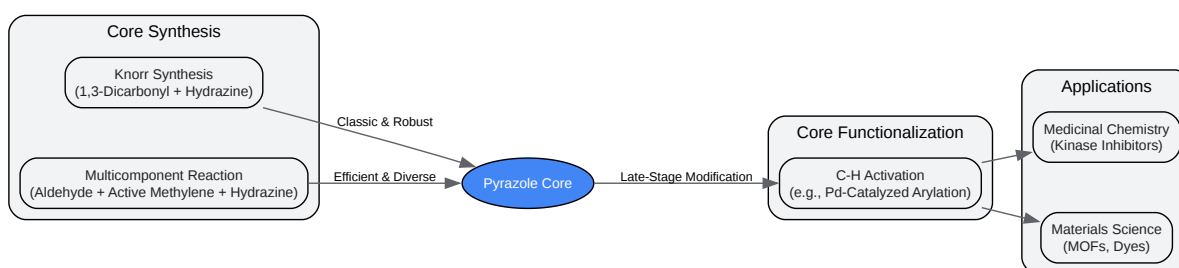 Core Synthesis
Knorr Synthesis
(1,3-Dicarbonyl + Hydrazine)
Multicomponent Reaction
(Aldehyde + Active Methylene + Hydrazine)
Classic & Robust
Efficient & Diverse
Pyrazole Core
Late-Stage Modification
Core Functionalization
C-H Activation
(e.g., Pd-Catalyzed Arylation)
Applications
Medicinal Chemistry
(Kinase Inhibitors)
Materials Science
(MOFs, Dyes)